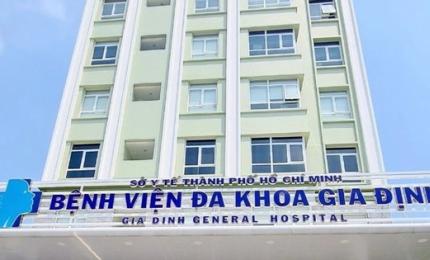 SỞ Y TẾ THÀNH PHỐ HỒ CHÍ MINH
BỆNH VIỆN ĐA KHOA GIA ĐỊNH
GIA DINH GENERAL HOSPITAL